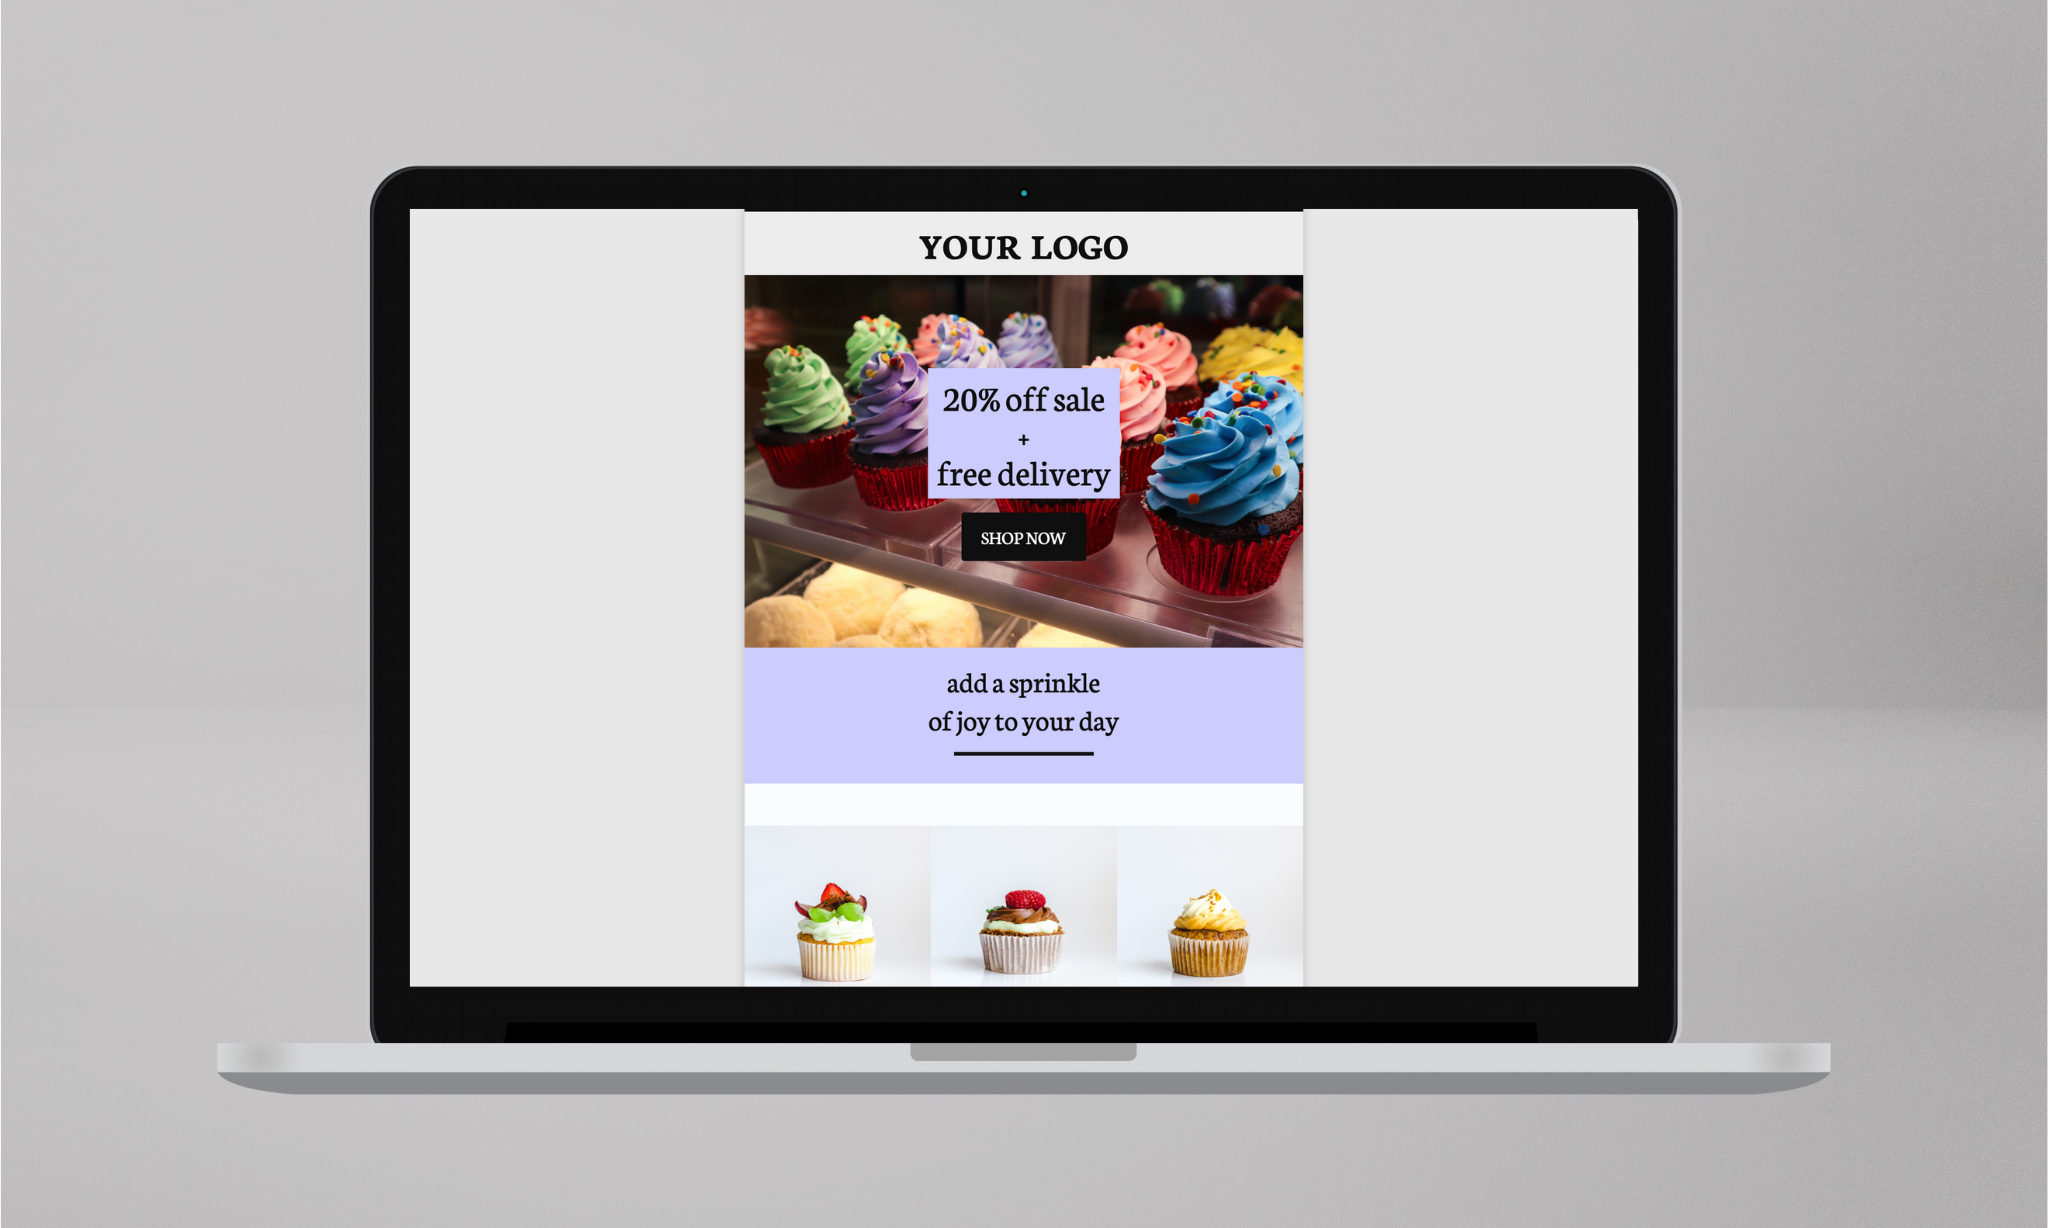 YOUR LOGO
20% off sale
+
free delivery
SHOP NOW
add a sprinkle
of joy to your day